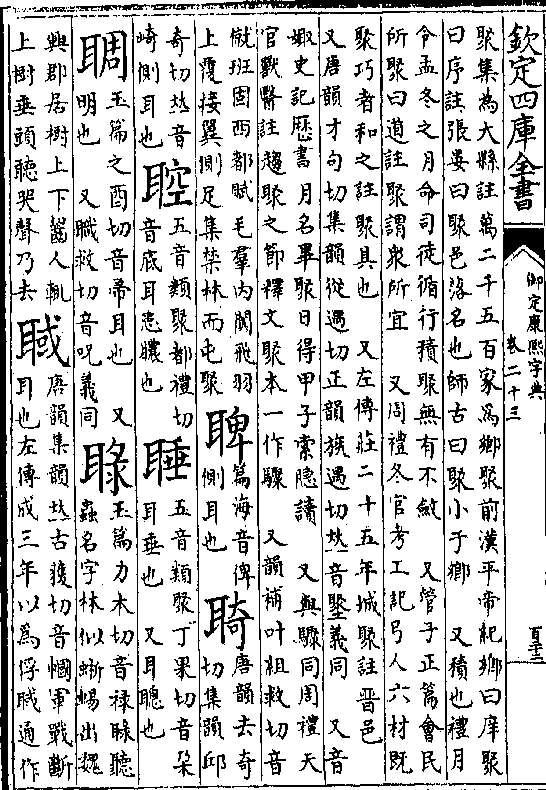 欽定四庫全書
御定康熙字典
卷二十三
聚集為大縣註萬二千五百家為鄉聚前漢平帝紀鄉曰庠聚
曰序註張晏曰聚邑落名也師古曰聚小于鄉　又積也禮月
令孟冬之月命司徒循行積聚無有不斂　又管子正篇會民
所聚曰道註聚謂衆所宜　又周禮冬官考工記弓人六材既
聚巧者和之註聚具也　又左傳莊二十五年城聚註晉邑
又唐韻才句切集韻從遇切正韻族遇切𠀤音堅義同　又音
娵史記歷書月名畢聚日得甲子索隱讀　又與驟同周禮天
官獸醫註趨聚之節釋文聚本一作驟　又韻補叶組救切音
僦班固西都賦毛羣内闐飛羽
上覆接翼側足集禁林而屯聚
聛
篇海音俾
側耳也
唐韻去奇
切集韻邱
奇切𠀤音
崎側耳也
五音類聚都禮切
音底耳悪膿也
五音類聚丁果切音朶
耳垂也　又耳聰也
䎻
玉篇之酉切音帚耳也　又
明也　又職救切音呪義同
玉篇力木切音祿聽
蟲名字林似蜥蜴出魏
興郡居樹上下齧人輒
上樹垂頭聽哭聲乃去
聝
唐韻集韻𠀤古獲切音幗軍戰斷
耳也左傳成三年以為俘聝通作